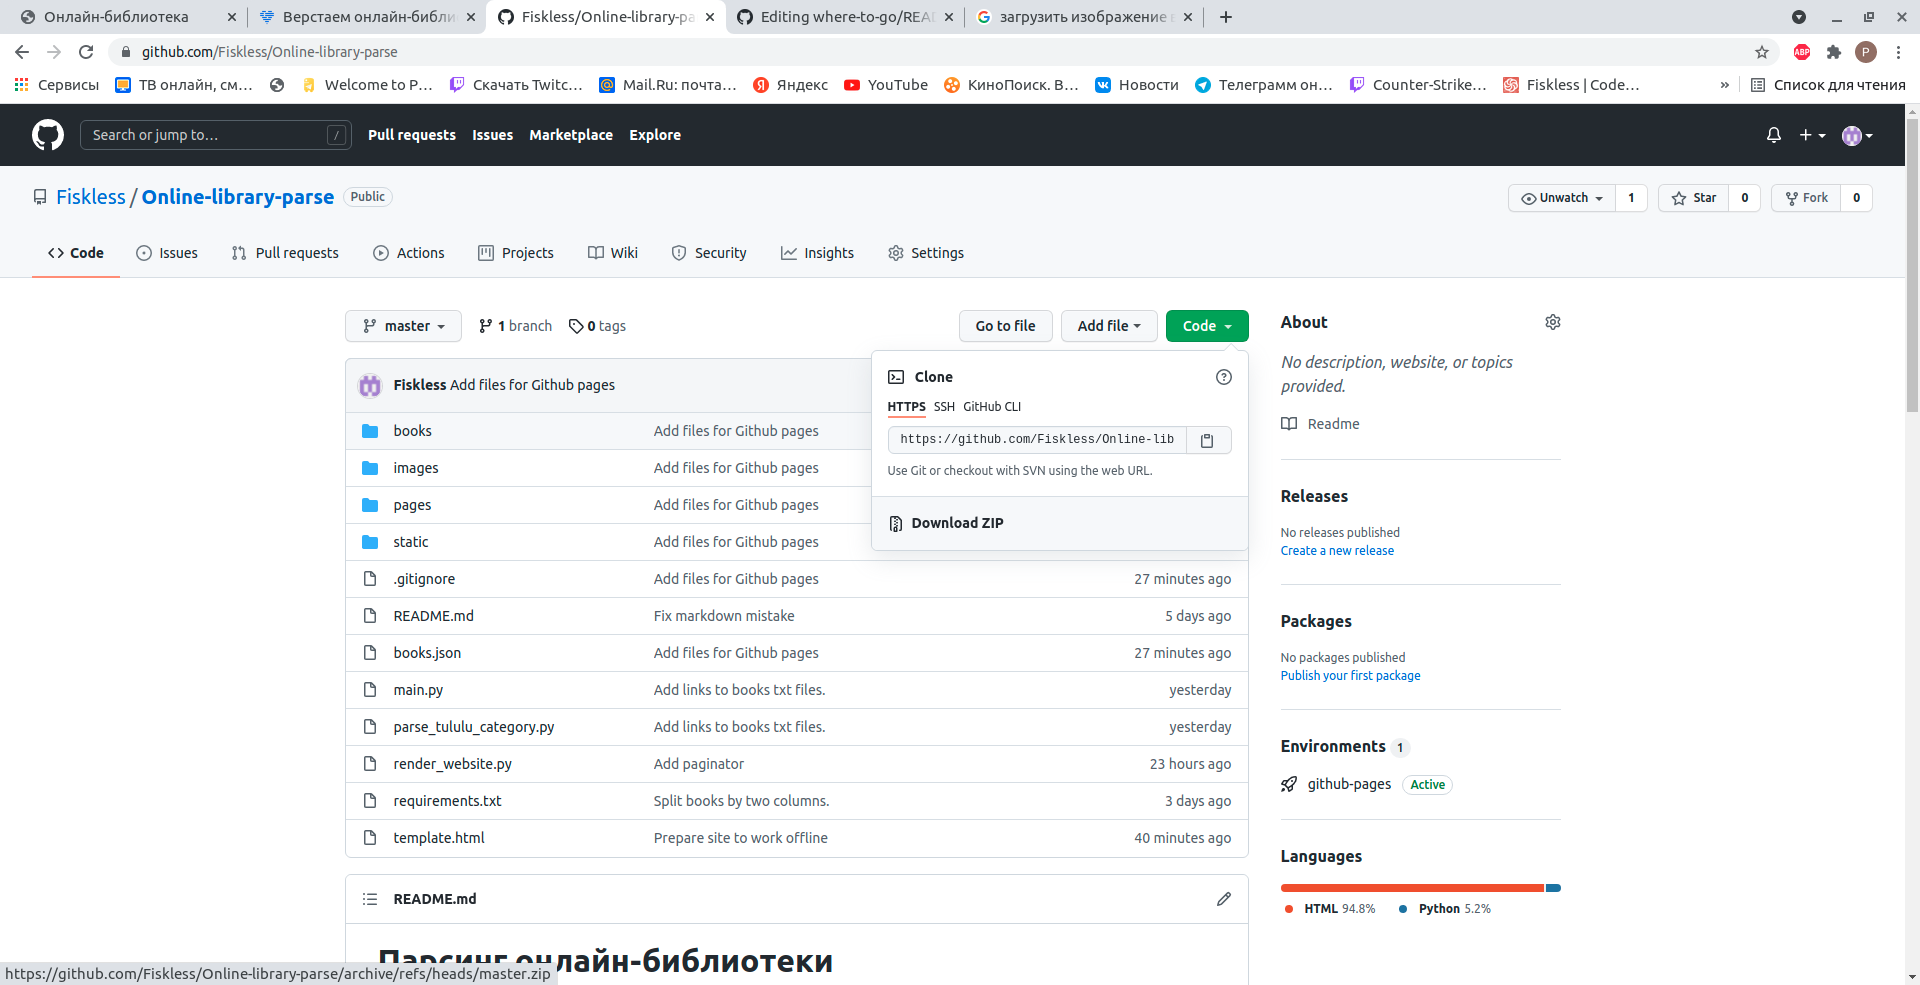 Онлайн-библиотека
Верстаем онлайн-библи
Fiskless/Online-library-pa
Editing where-to-go/REA
загрузить изображение
github.com/Fiskless/Online-library-parse
ABP
P
Сервисы
ТВ онлайн, см...
Welcome to P...
Скачать Twitc...
Mail.Ru: почта...
Яндекс
YouTube
КиноПоиск. В...
Новости
Телеграмм он...
Counter-Strike...
Fiskless | Code...
»
Список для чтения
Search or jump to...
/
Pull requests
Issues
Marketplace
Explore
Fiskless / Online-library-parse
Public
Unwatch
1
Star
0
Fork
0
Code
Issues
Pull requests
Actions
Projects
Wiki
Security
Insights
Settings
master
1 branch
0 tags
Go to file
Add file
Code
Fiskless Add files for Github pages
Clone
HTTPS SSH GitHub CLI
https://github.com/Fiskless/Online-lib
Use Git or checkout with SVN using the web URL.
Download ZIP
books Add files for Github pages
images Add files for Github pages
pages Add files for Github pages
static Add files for Github pages
.gitignore Add files for Github pages 27 minutes ago
README.md Fix markdown mistake 5 days ago
books.json Add files for Github pages 27 minutes ago
main.py Add links to books txt files. yesterday
parse_tululu_category.py Add links to books txt files. yesterday
render_website.py Add paginator 23 hours ago
requirements.txt Split books by two columns. 3 days ago
template.html Prepare site to work offline 40 minutes ago
README.md
Парсинг онлайн-библиотеки
About
No description, website, or topics
provided.
Readme
Releases
No releases published
Create a new release
Packages
No packages published
Publish your first package
Environments 1
github-pages Active
Languages
HTML 94.8%
Python 5.2%
https://github.com/Fiskless/Online-library-parse/archive/refs/heads/master.zip